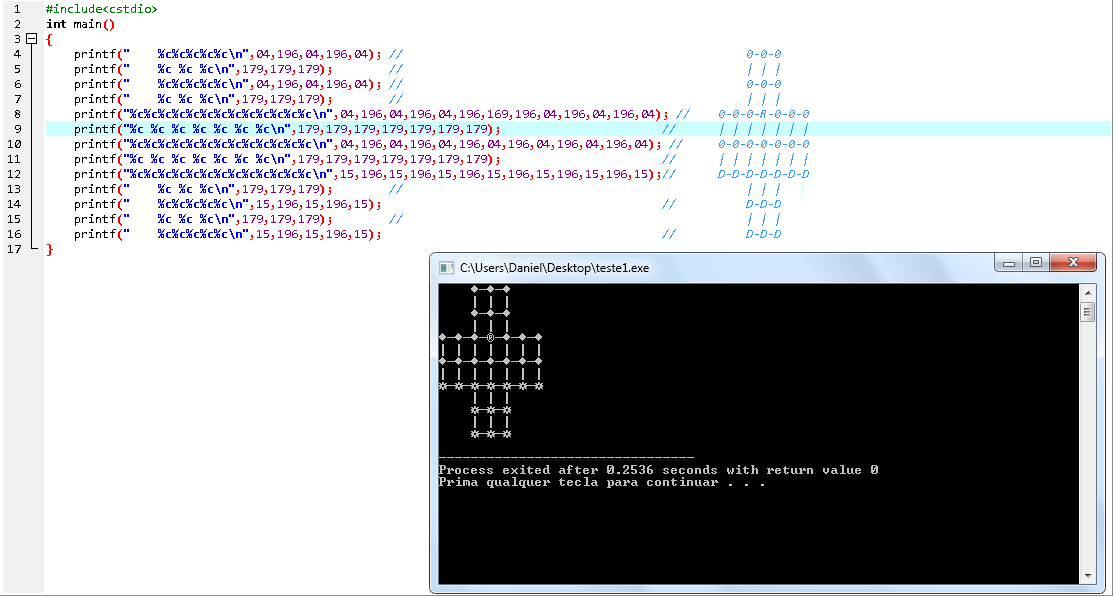 1 #include<cstdio>
2 int main()
3 {
4 printf("    %c%c%c%c%c\n",04,196,04,196,04); // 0-0-0
5 printf("    %c %c %c\n",179,179,179); // | | |
6 printf("    %c%c%c%c%c\n",04,196,04,196,04); // 0-0-0
7 printf("    %c %c %c\n",179,179,179); // | | |
8 printf("%c%c%c%c%c%c%c%c%c%c%c%c%c\n",04,196,04,196,04,196,169,196,04,196,04,196,04); // 0-0-0-R-0-0-0
9 printf("%c %c %c %c %c %c %c\n",179,179,179,179,179,179,179); // | | | | | | |
10 printf("%c%c%c%c%c%c%c%c%c%c%c%c%c\n",04,196,04,196,04,196,04,196,04,196,04,196,04); // 0-0-0-0-0-0-0
11 printf("%c %c %c %c %c %c %c\n",179,179,179,179,179,179,179); // | | | | | | |
12 printf("%c%c%c%c%c%c%c%c%c%c%c%c%c\n",15,196,15,196,15,196,15,196,15,196,15,196,15);// D-D-D-D-D-D-D
13 printf("    %c %c %c\n",179,179,179); // | | |
14 printf("    %c%c%c%c%c\n",15,196,15,196,15); // D-D-D
15 printf("    %c %c %c\n",179,179,179); // | | |
16 printf("    %c%c%c%c%c\n",15,196,15,196,15); // D-D-D
17 }
C:\Users\Daniel\Desktop\teste1.exe
®
--------------------------------
Process exited after 0.2536 seconds with return value 0
Prima qualquer tecla para continuar . . .